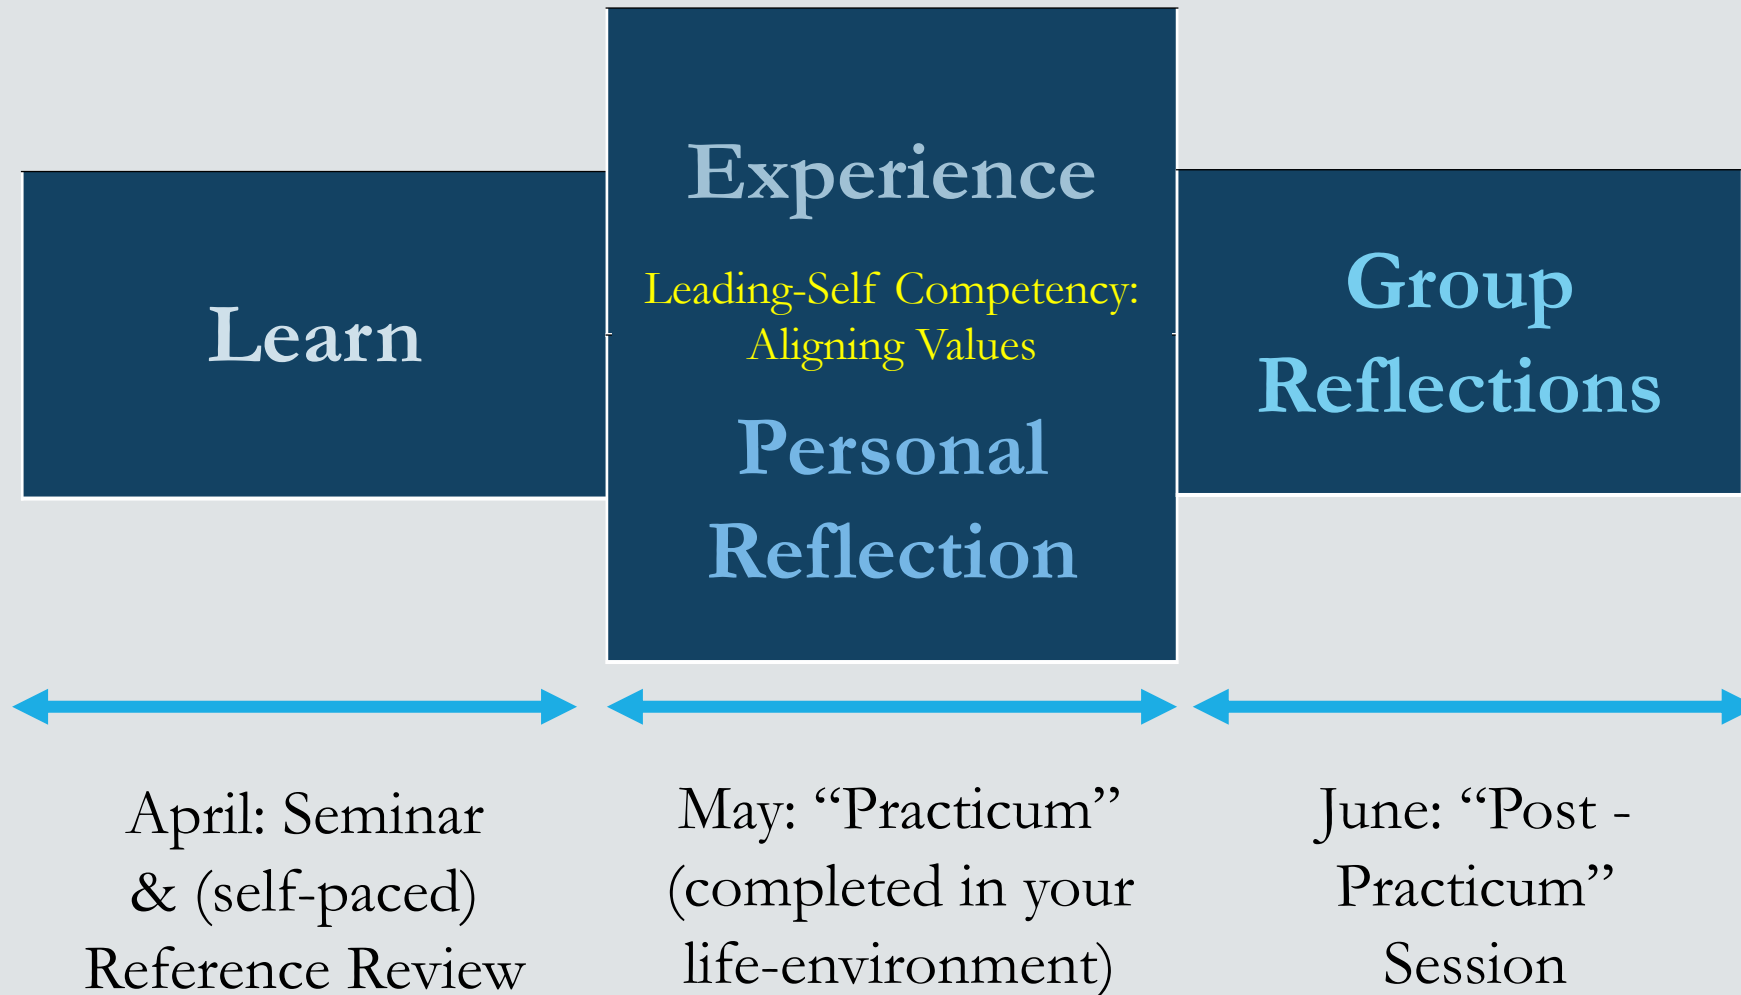 Learn
Experience
Leading-Self Competency:
Aligning Values
Personal
Reflection
Group
Reflections
April: Seminar
& (self-paced)
Reference Review
May: “Practicum”
(completed in your
life-environment)
June: “Post -
Practicum”
Session